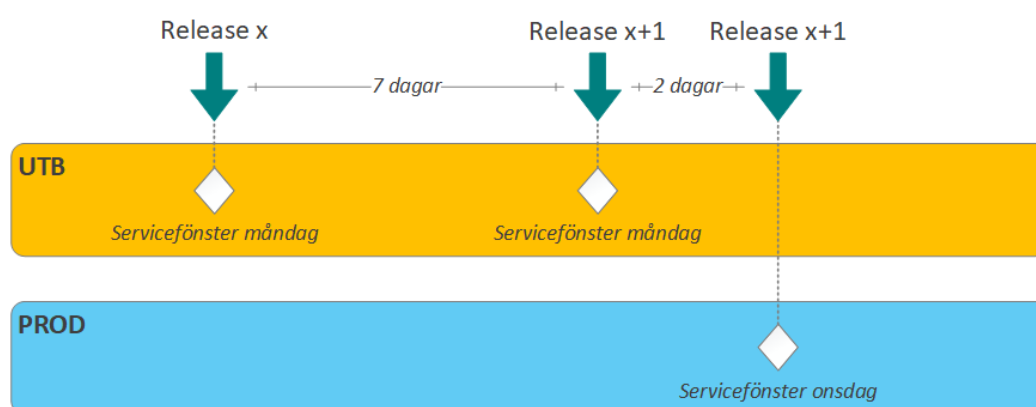 Release x
Release x+1
Release x+1
7 dagar
2 dagar
UTB
Servicefönster måndag
Servicefönster måndag
PROD
Servicefönster onsdag